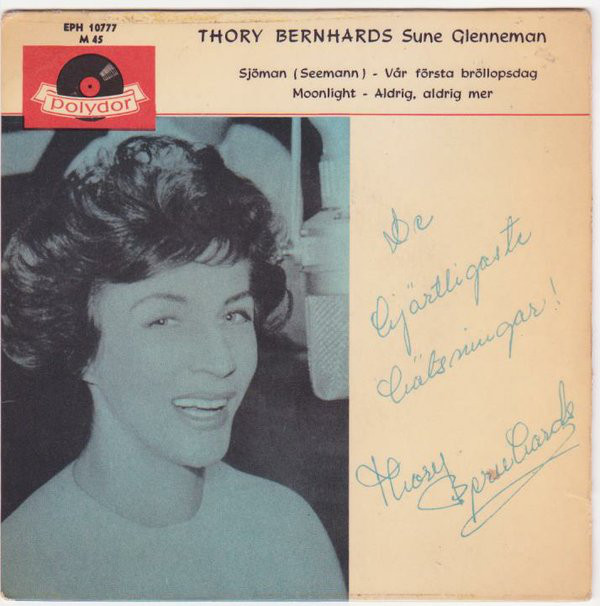 EPH 10777
M 45
polydor
THORY BERNHARDS Sune Glenneman
Sjöman (Seemann) - Vår första bröllopsdag
Moonlight - Aldrig, aldrig mer
De
hjärtligaste
hälsningar!
Thory
Bernhards